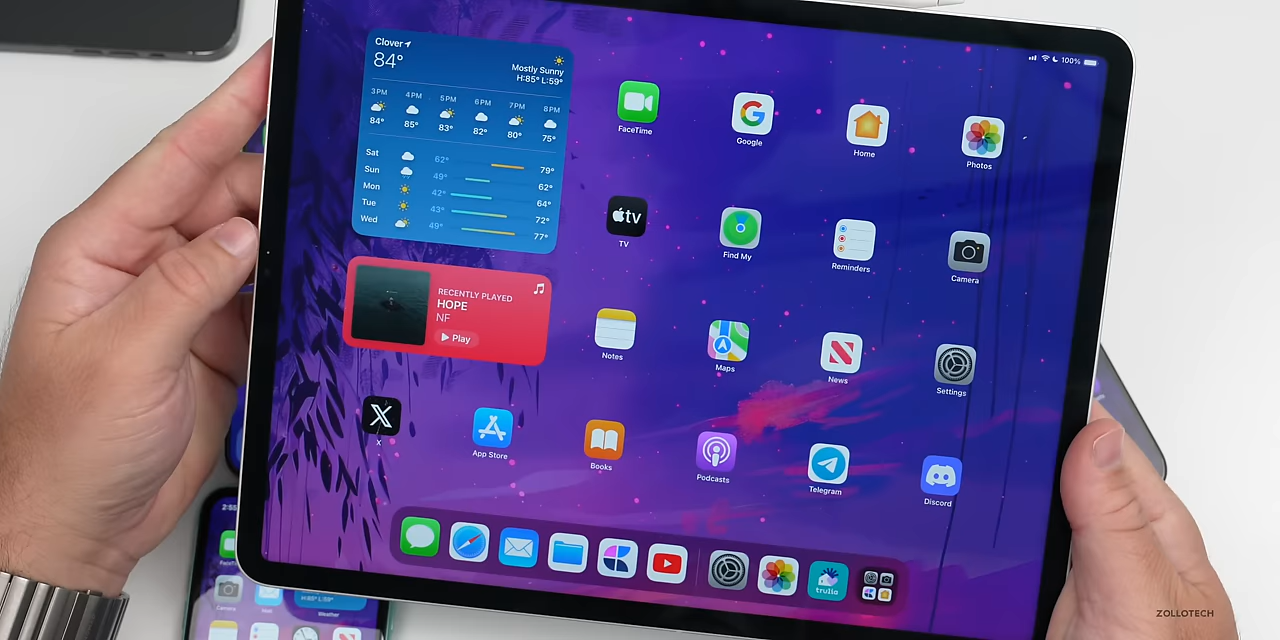 100%
Clover
84°
Mostly Sunny
H:85° L:59°
3PM 4PM 5PM 6PM 7PM 8PM
84° 85° 83° 82° 80° 75°
Sat 62° 79°
Sun 49° 62°
Mon 42° 64°
Tue 43° 72°
Wed 49° 77°
FaceTime Google Home Photos
tv
TV Find My Reminders Camera
RECENTLY PLAYED
HOPE
NF
Play
Notes Maps News Settings
X App Store Books Podcasts Telegram Discord
trulia
Camera
Weather
ZOLLOTECH